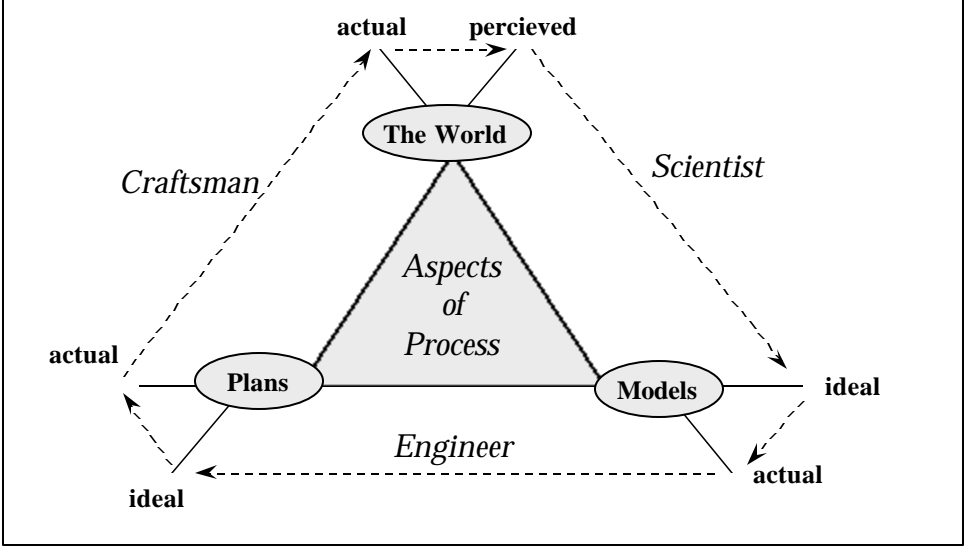 actual percieved
The World
Craftsman
Scientist
Aspects
of
Process
actual
Plans
Models
ideal
Engineer
actual
ideal